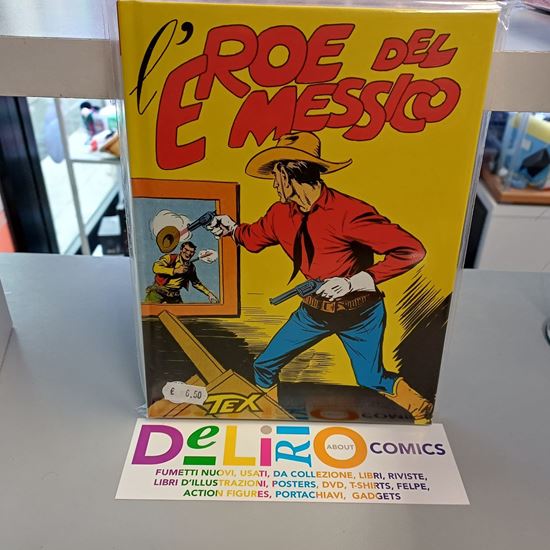 l'EROE DEL
MESSICO
€ 6,50
TEX
DeLiRiO ABOUT COMICS
FUMETTI NUOVI, USATI, DA COLLEZIONE, LIBRI, RIVISTE,
LIBRI D'ILLUSTRAZIONI, POSTERS, DVD, T-SHIRTS, FELPE,
ACTION FIGURES, PORTACHIAVI, GADGETS